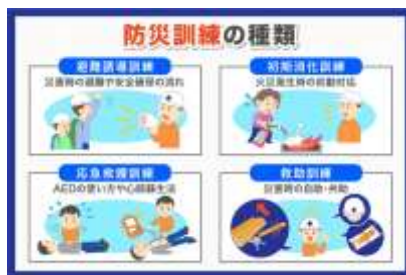 防災訓練の種類
避難誘導訓練
災害時の避難や安全確保の流れ
初期消化訓練
火災発生時の初動対応
応急救護訓練
AEDの使い方や心肺蘇生法
救助訓練
災害時の自助・共助